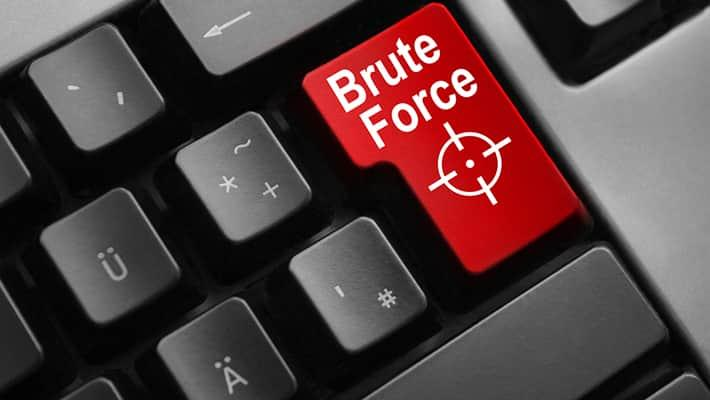 Brute
Force
~
* +
ü
' #
Ä